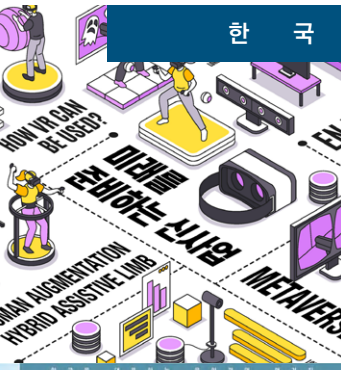 한 국
HOW VR CAN
BE USED?
미래를
준비하는 신사업
HUMAN AUGMENTATION
HYBRID ASSISTIVE LIMB
METAVERS